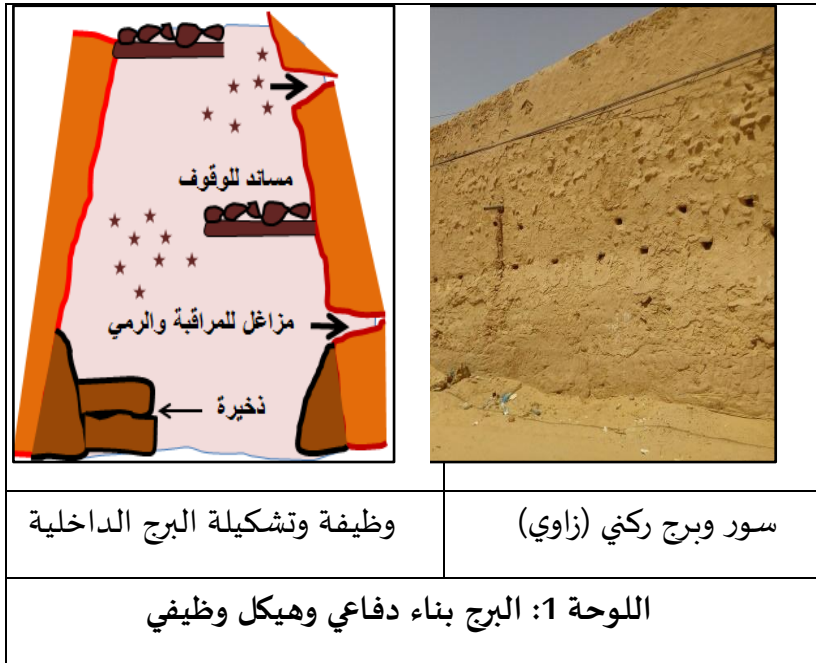 مساند للوقوف
مزاغل للمراقبة والرمي
ذخيرة
سور وبرج ركني (زاوي)
وظيفة وتشكيلة البرج الداخلية
اللوحة 1: البرج بناء دفاعي وهيكل وظيفي